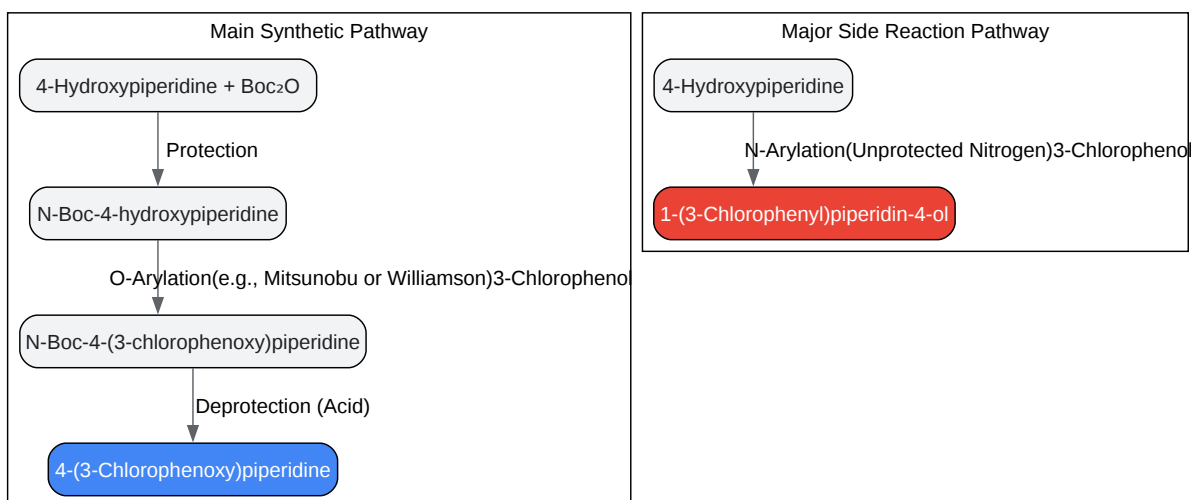 Main Synthetic Pathway
4-Hydroxypiperidine + Boc₂O
Protection
N-Boc-4-hydroxypiperidine
O-Arylation(e.g., Mitsunobu or Williamson)3-Chlorophenol
N-Boc-4-(3-chlorophenoxy)piperidine
Deprotection (Acid)
4-(3-Chlorophenoxy)piperidine
Major Side Reaction Pathway
4-Hydroxypiperidine
N-Arylation(Unprotected Nitrogen)3-Chlorophenol
1-(3-Chlorophenyl)piperidin-4-ol